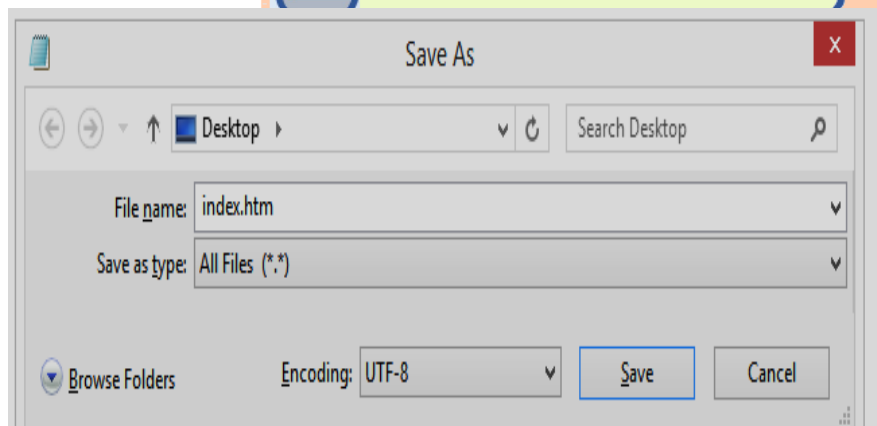 Save As
x
Desktop
Search Desktop
File name: index.htm
Save as type: All Files (*.*)
Browse Folders Encoding: UTF-8 Save Cancel